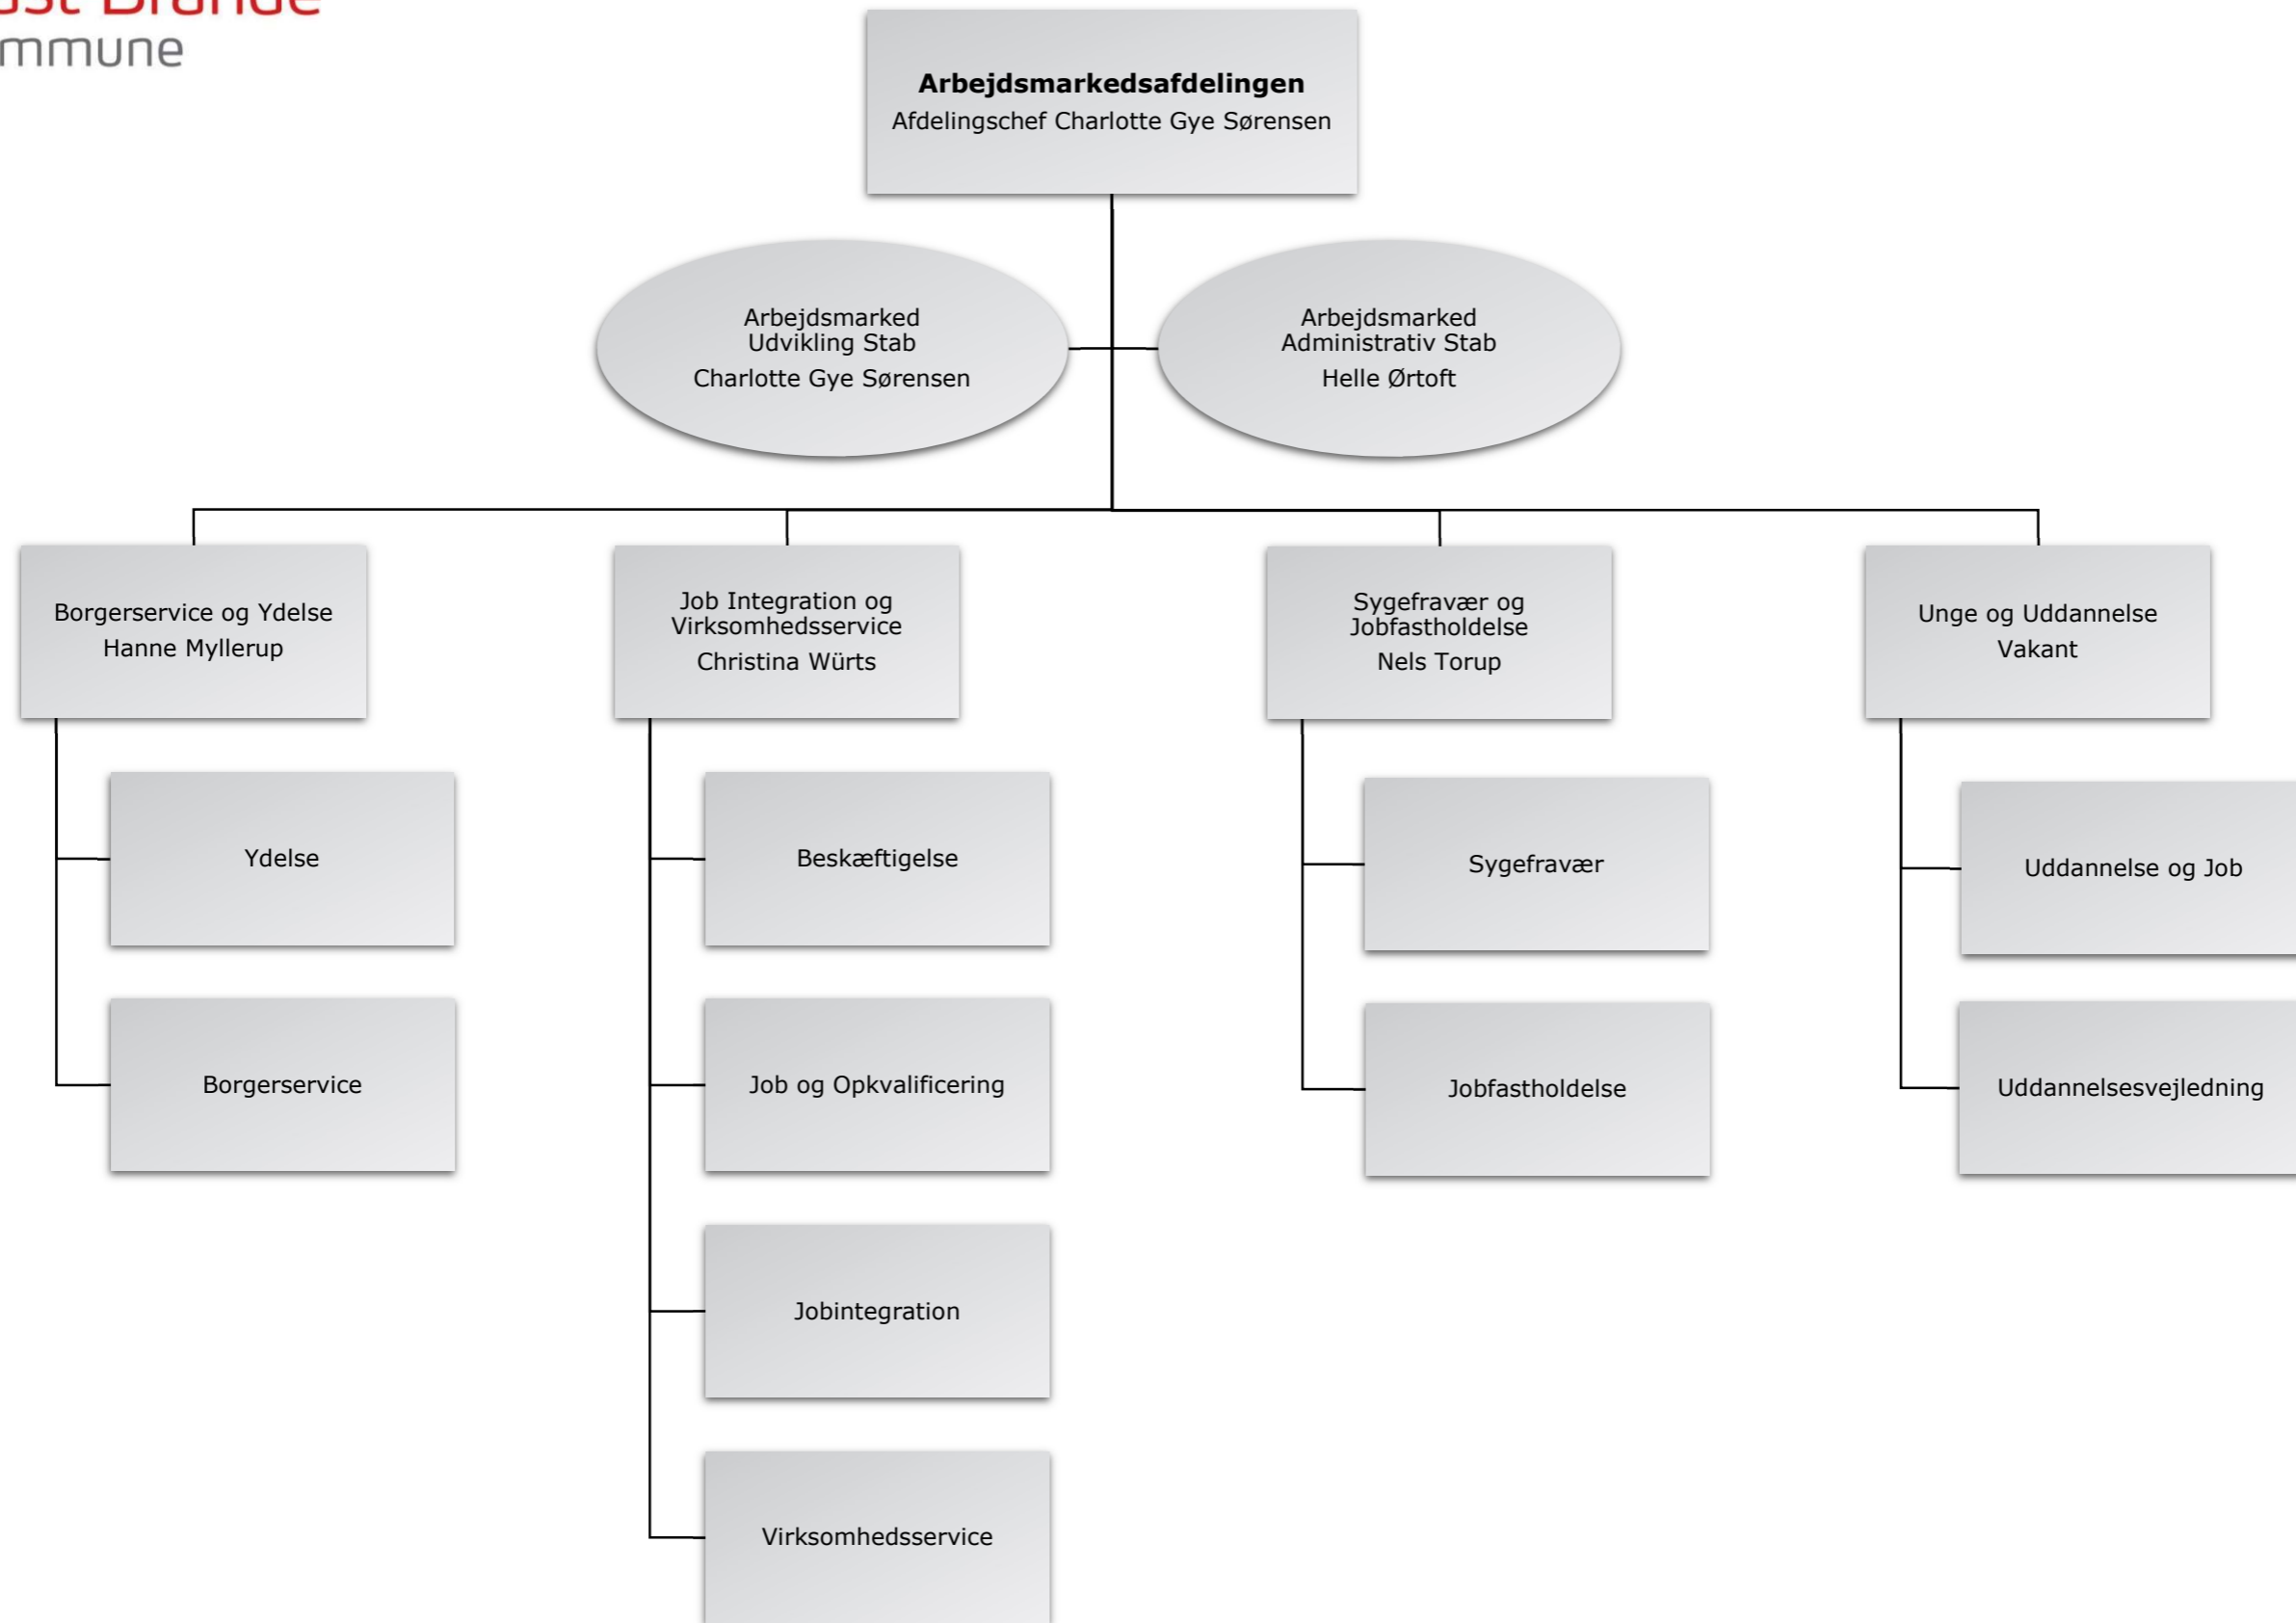 Brande
mmune
Arbejdsmarkedsafdelingen
Afdelingschef Charlotte Gye Sørensen
Arbejdsmarked
Udvikling Stab
Charlotte Gye Sørensen
Arbejdsmarked
Administrativ Stab
Helle Ørtoft
Borgerservice og Ydelse
Hanne Myllerup
Job Integration og
Virksomhedsservice
Christina Würts
Sygefravær og
Jobfastholdelse
Nels Torup
Unge og Uddannelse
Vakant
Ydelse
Borgerservice
Beskæftigelse
Job og Opkvalificering
Jobintegration
Virksomhedsservice
Sygefravær
Jobfastholdelse
Uddannelse og Job
Uddannelsesvejledning